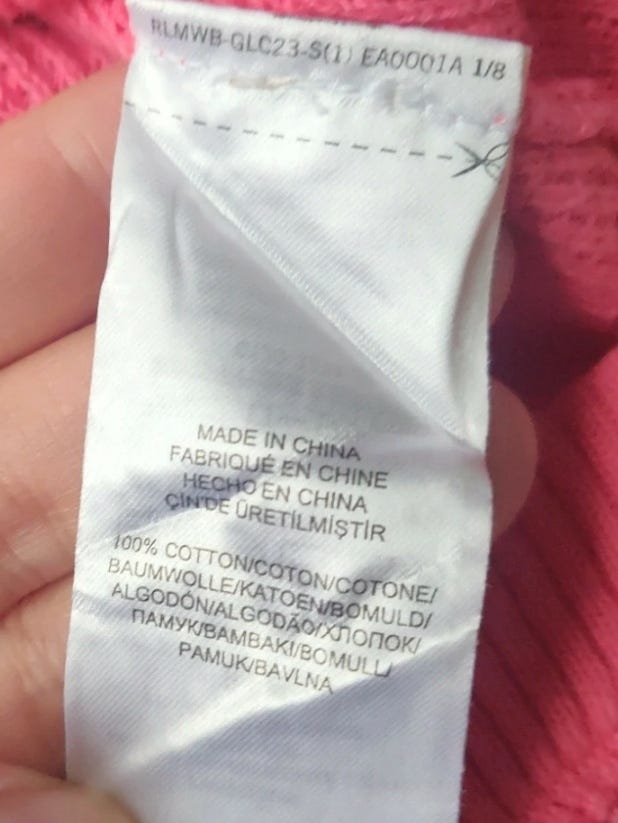 RLMWB-GLC23-S(1) EA0001A 1/8
MADE IN CHINA
FABRIQUÉ EN CHINE
HECHO EN CHINA
ÇİN'DE ÜRETİLMİŞTİR
100% COTTON/COTON/COTONE/
BAUMWOLLE/KATOEN/BOMULD/
ALGODÓN/ALGODÃO/ХЛОПОК/
ПАМУК/BAMBAKI/BOMULL/
PAMUK/BAVLNA